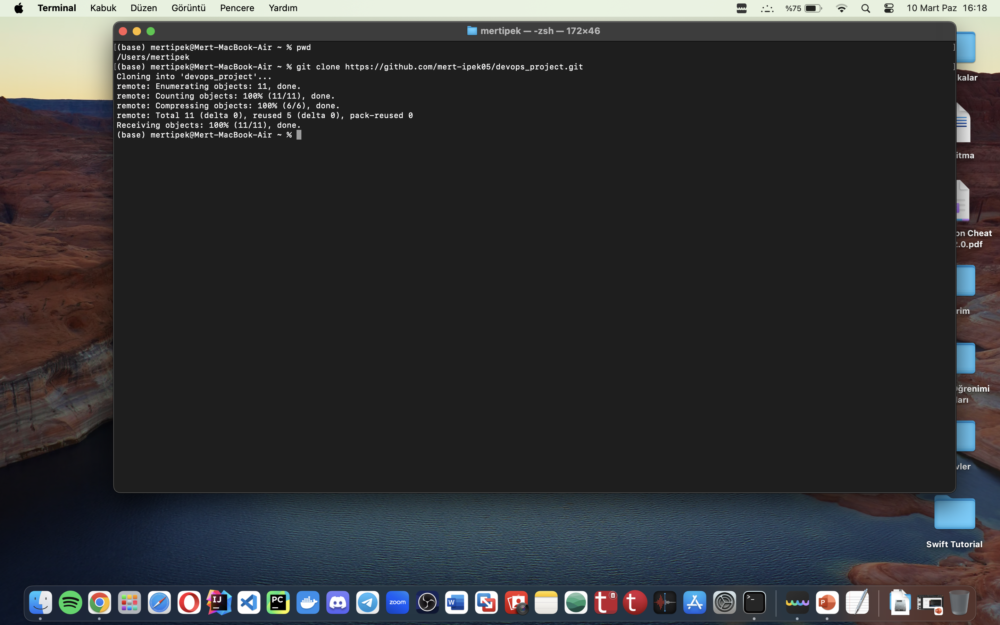 Terminal Kabuk Düzen Görüntü Pencere Yardım %75 10 Mart Paz 16:18
mertipek — -zsh — 172×46
[(base) mertipek@Mert-MacBook-Air ~ % pwd ]
/Users/mertipek
[(base) mertipek@Mert-MacBook-Air ~ % git clone https://github.com/mert-ipek05/devops_project.git ]
Cloning into 'devops_project'...
remote: Enumerating objects: 11, done.
remote: Counting objects: 100% (11/11), done.
remote: Compressing objects: 100% (6/6), done.
remote: Total 11 (delta 0), reused 5 (delta 0), pack-reused 0
Receiving objects: 100% (11/11), done.
(base) mertipek@Mert-MacBook-Air ~ %
kalar
itma
on Cheat
2.0.pdf
rim
ğrenimi
ları
vler
Swift Tutorial
IJ PC zoom W t t >_ P